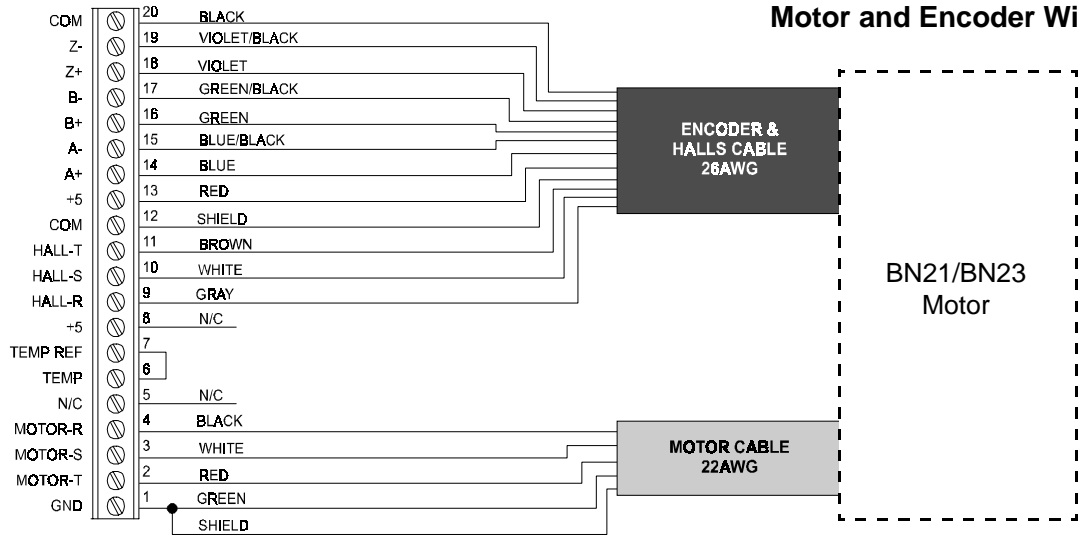 Motor and Encoder Wi
COM 20 BLACK
Z- 19 VIOLET/BLACK
Z+ 18 VIOLET
B- 17 GREEN/BLACK
B+ 16 GREEN
A- 15 BLUE/BLACK
A+ 14 BLUE
+5 13 RED
COM 12 SHIELD
HALL-T 11 BROWN
HALL-S 10 WHITE
HALL-R 9 GRAY
+5 8 N/C
TEMP REF 7
TEMP 6
N/C 5 N/C
MOTOR-R 4 BLACK
MOTOR-S 3 WHITE
MOTOR-T 2 RED
GND 1 GREEN
SHIELD
ENCODER &
HALLS CABLE
26AWG
MOTOR CABLE
22AWG
BN21/BN23
Motor